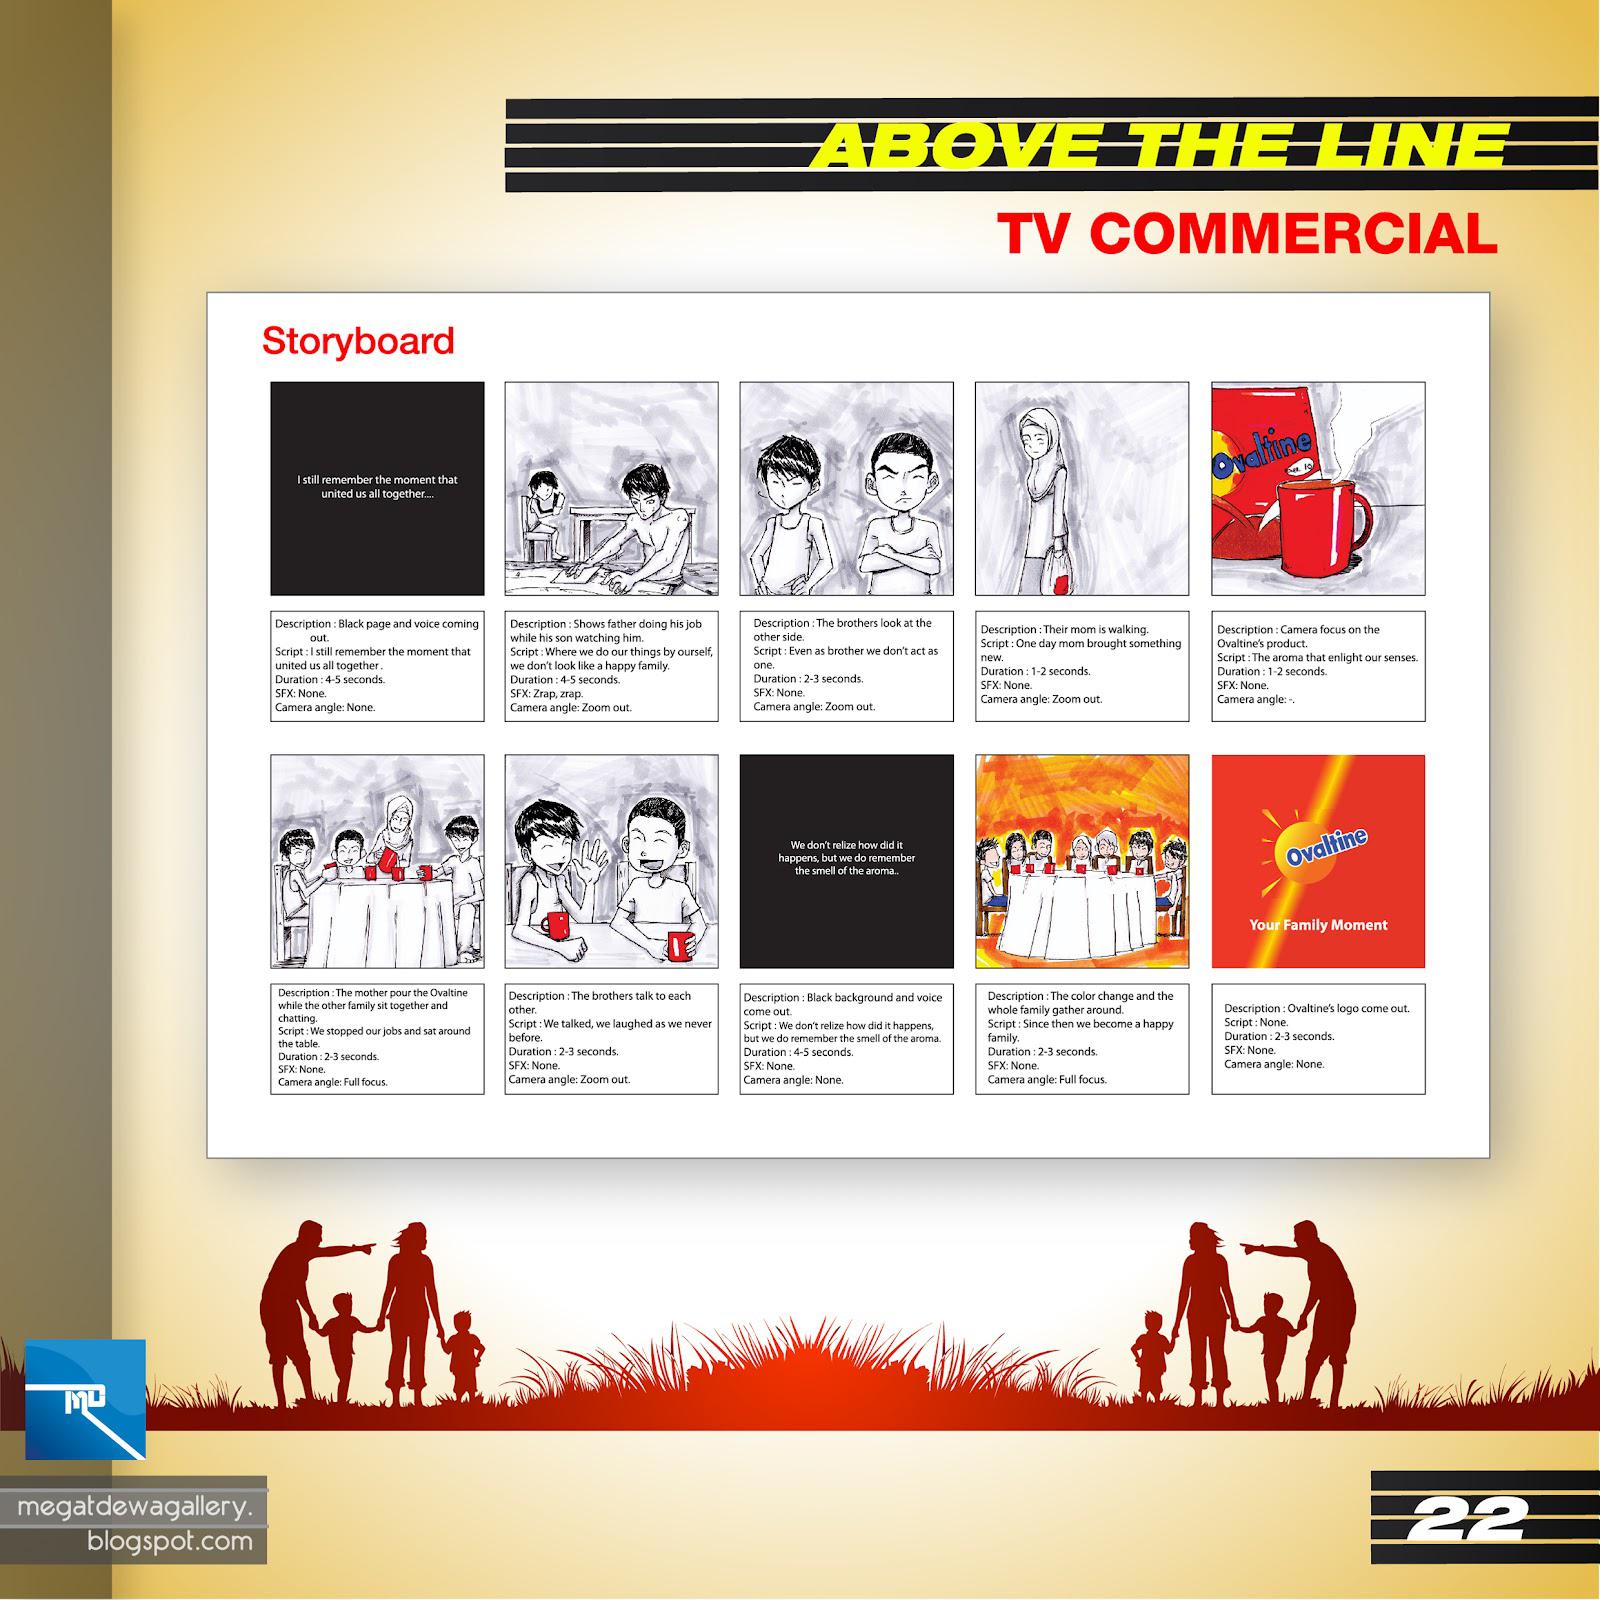 ABOVE THE LINE
TV COMMERCIAL
Storyboard
I still remember the moment that
united us all together....
Description : Black page and voice coming
out.
Script : I still remember the moment that
united us all together .
Duration : 4-5 seconds.
SFX: None.
Camera angle: None.
Description : Shows father doing his job
while his son watching him.
Script : Where we do our things by ourself,
we don't look like a happy family.
Duration : 4-5 seconds.
SFX: Zrap, zrap.
Camera angle: Zoom out.
Description : The brothers look at the
other side.
Script : Even as brother we don't act as
one.
Duration : 2-3 seconds.
SFX: None.
Camera angle: Zoom out.
Description : Their mom is walking.
Script : One day mom brought something
new.
Duration : 1-2 seconds.
SFX: None.
Camera angle: Zoom out.
Ovaltine
Description : Camera focus on the
Ovaltine's product.
Script : The aroma that enlight our senses.
Duration : 1-2 seconds.
SFX: None.
Camera angle: -.
Description : The mother pour the Ovaltine
while the other family sit together and
chatting.
Script : We stopped our jobs and sat around
the table.
Duration : 2-3 seconds.
SFX: None.
Camera angle: Full focus.
Description : The brothers talk to each
other.
Script : We talked, we laughed as we never
before.
Duration : 2-3 seconds.
SFX: None.
Camera angle: Zoom out.
We don't relize how did it
happens, but we do remember
the smell of the aroma..
Description : Black background and voice
come out.
Script : We don't relize how did it happens,
but we do remember the smell of the aroma.
Duration : 4-5 seconds.
SFX: None.
Camera angle: None.
Description : The color change and the
whole family gather around.
Script : Since then we become a happy
family.
Duration : 2-3 seconds.
SFX: None.
Camera angle: Full focus.
Ovaltine
Your Family Moment
Description : Ovaltine's logo come out.
Script : None.
Duration : 2-3 seconds.
SFX: None.
Camera angle: None.
MD
megatdewagallery.
blogspot.com
22